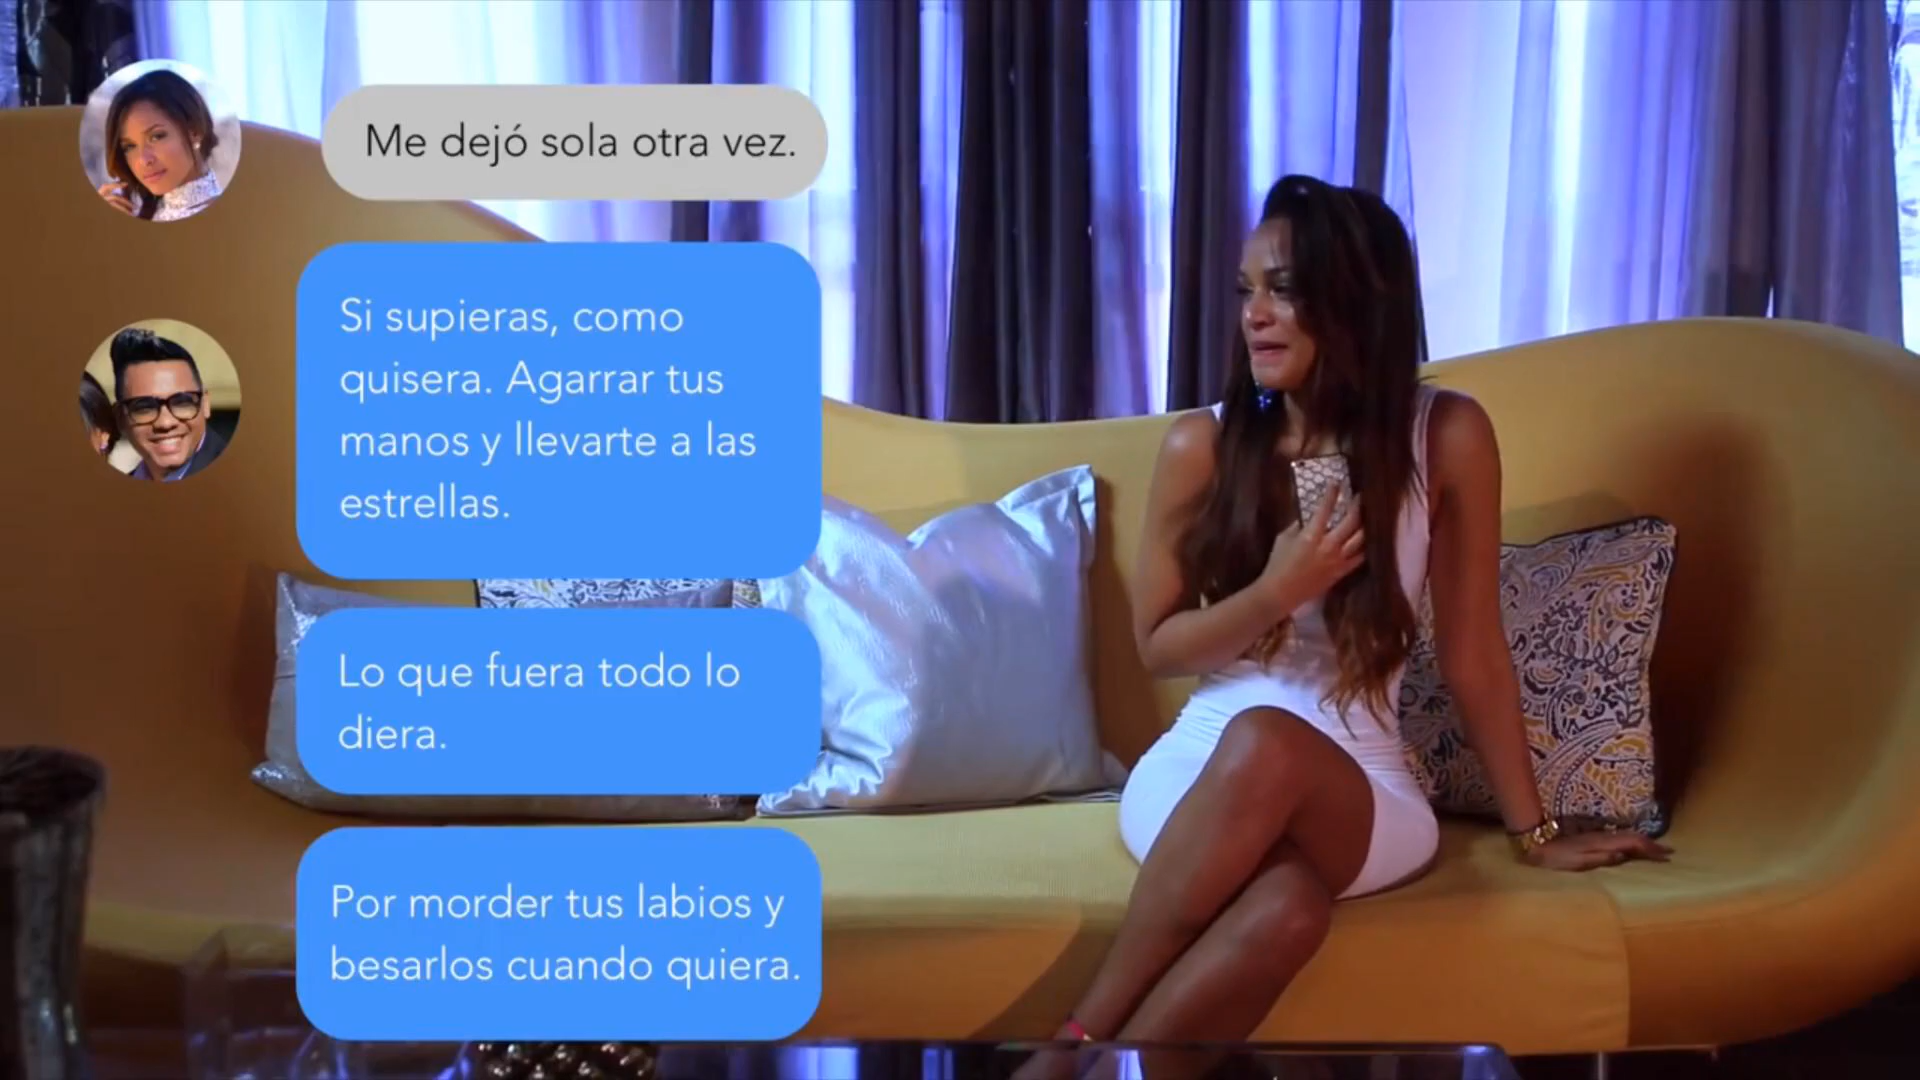 Me dejó sola otra vez.
Si supieras, como
quisera. Agarrar tus
manos y llevarte a las
estrellas.
Lo que fuera todo lo
diera.
Por morder tus labios y
besarlos cuando quiera.